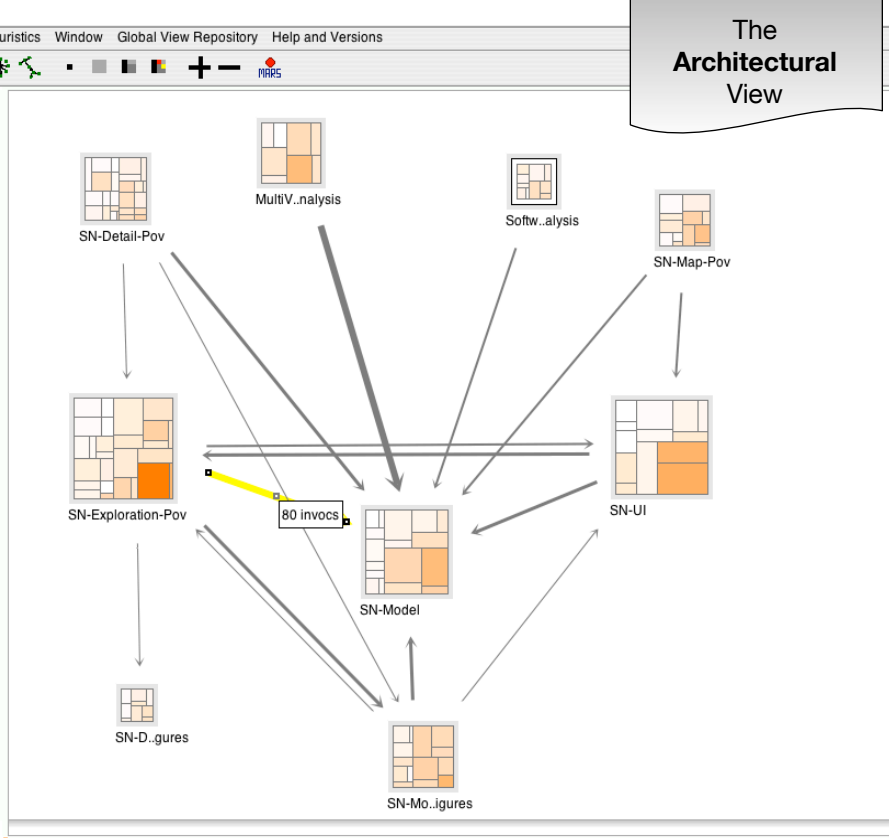 The
Architectural
View
uristics Window Global View Repository Help and Versions
MARS
MultiV..nalysis
Softw..alysis
SN-Detail-Pov
SN-Map-Pov
SN-Exploration-Pov
80 invocs
SN-UI
SN-Model
SN-D..gures
SN-Mo..igures